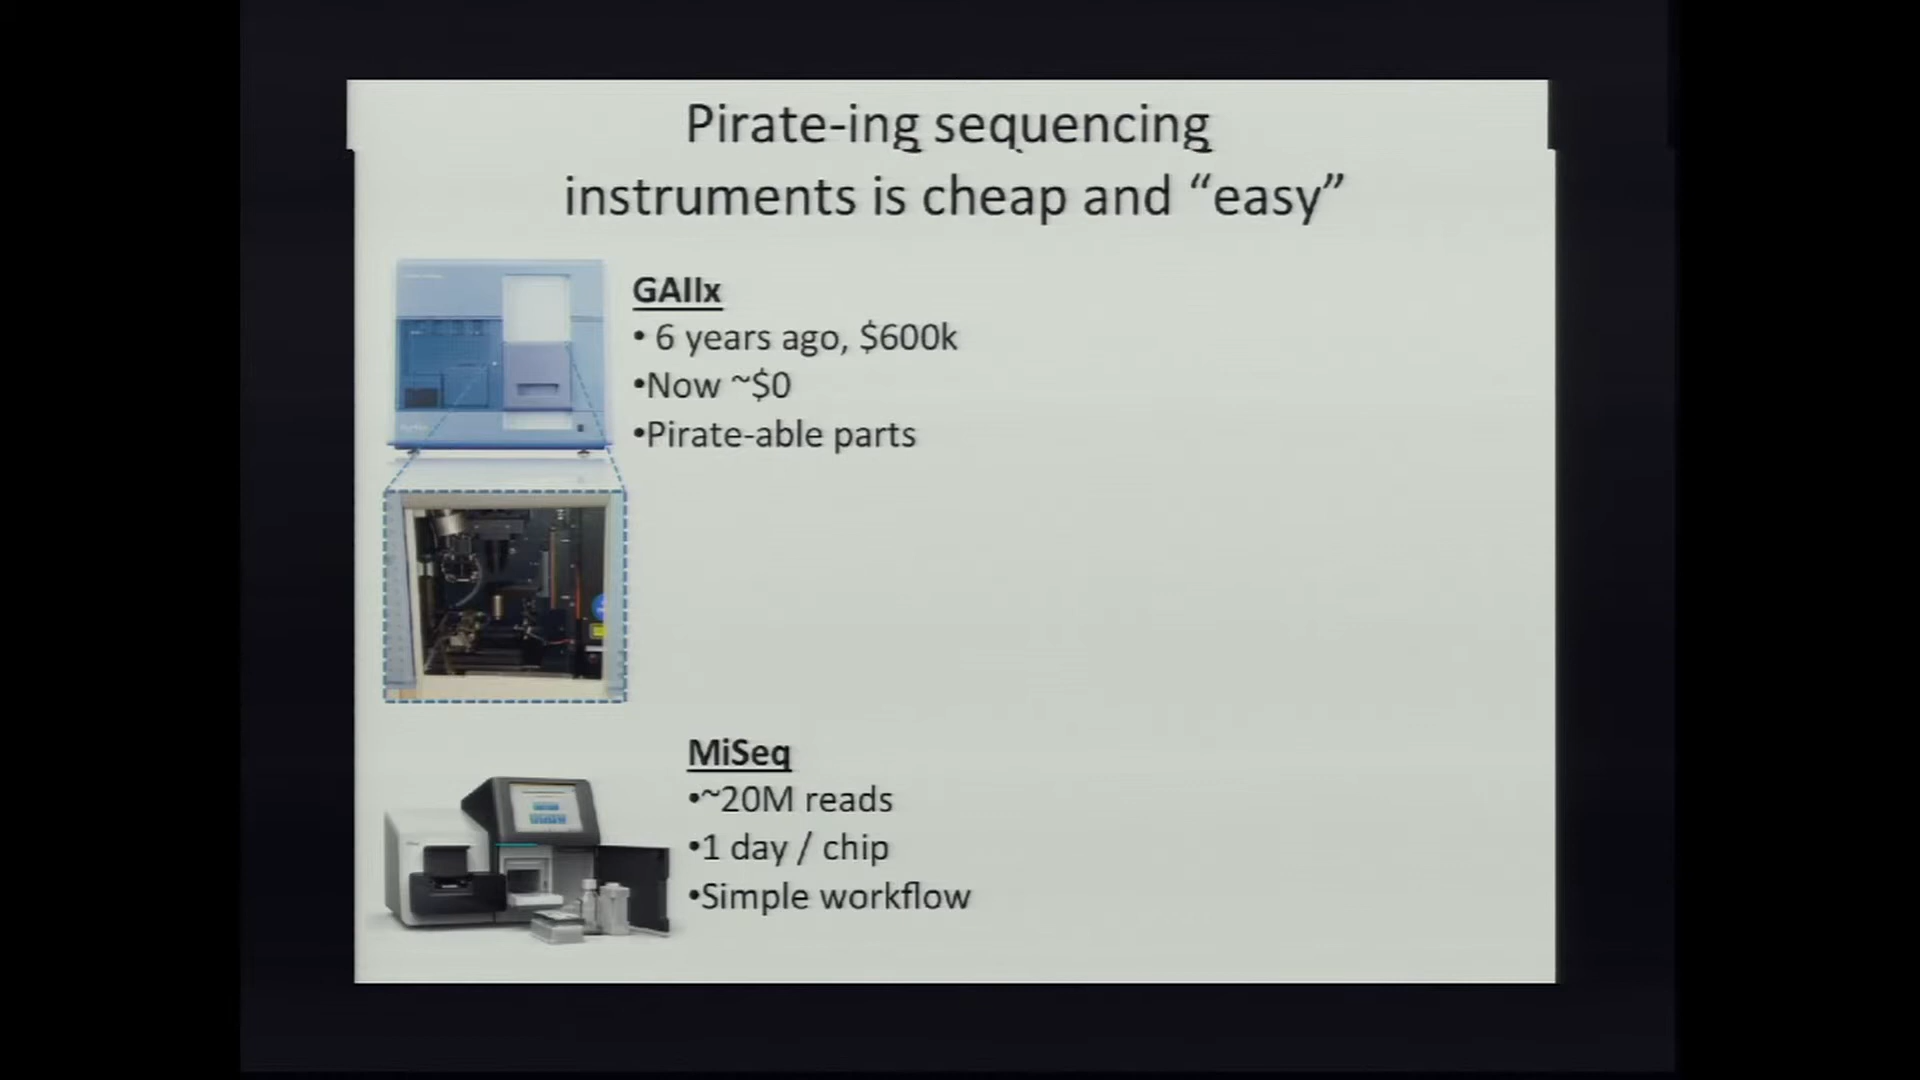 Pirate-ing sequencing
instruments is cheap and “easy”
GAIIx
• 6 years ago, $600k
•Now ~$0
•Pirate-able parts
MiSeq
•~20M reads
•1 day / chip
•Simple workflow